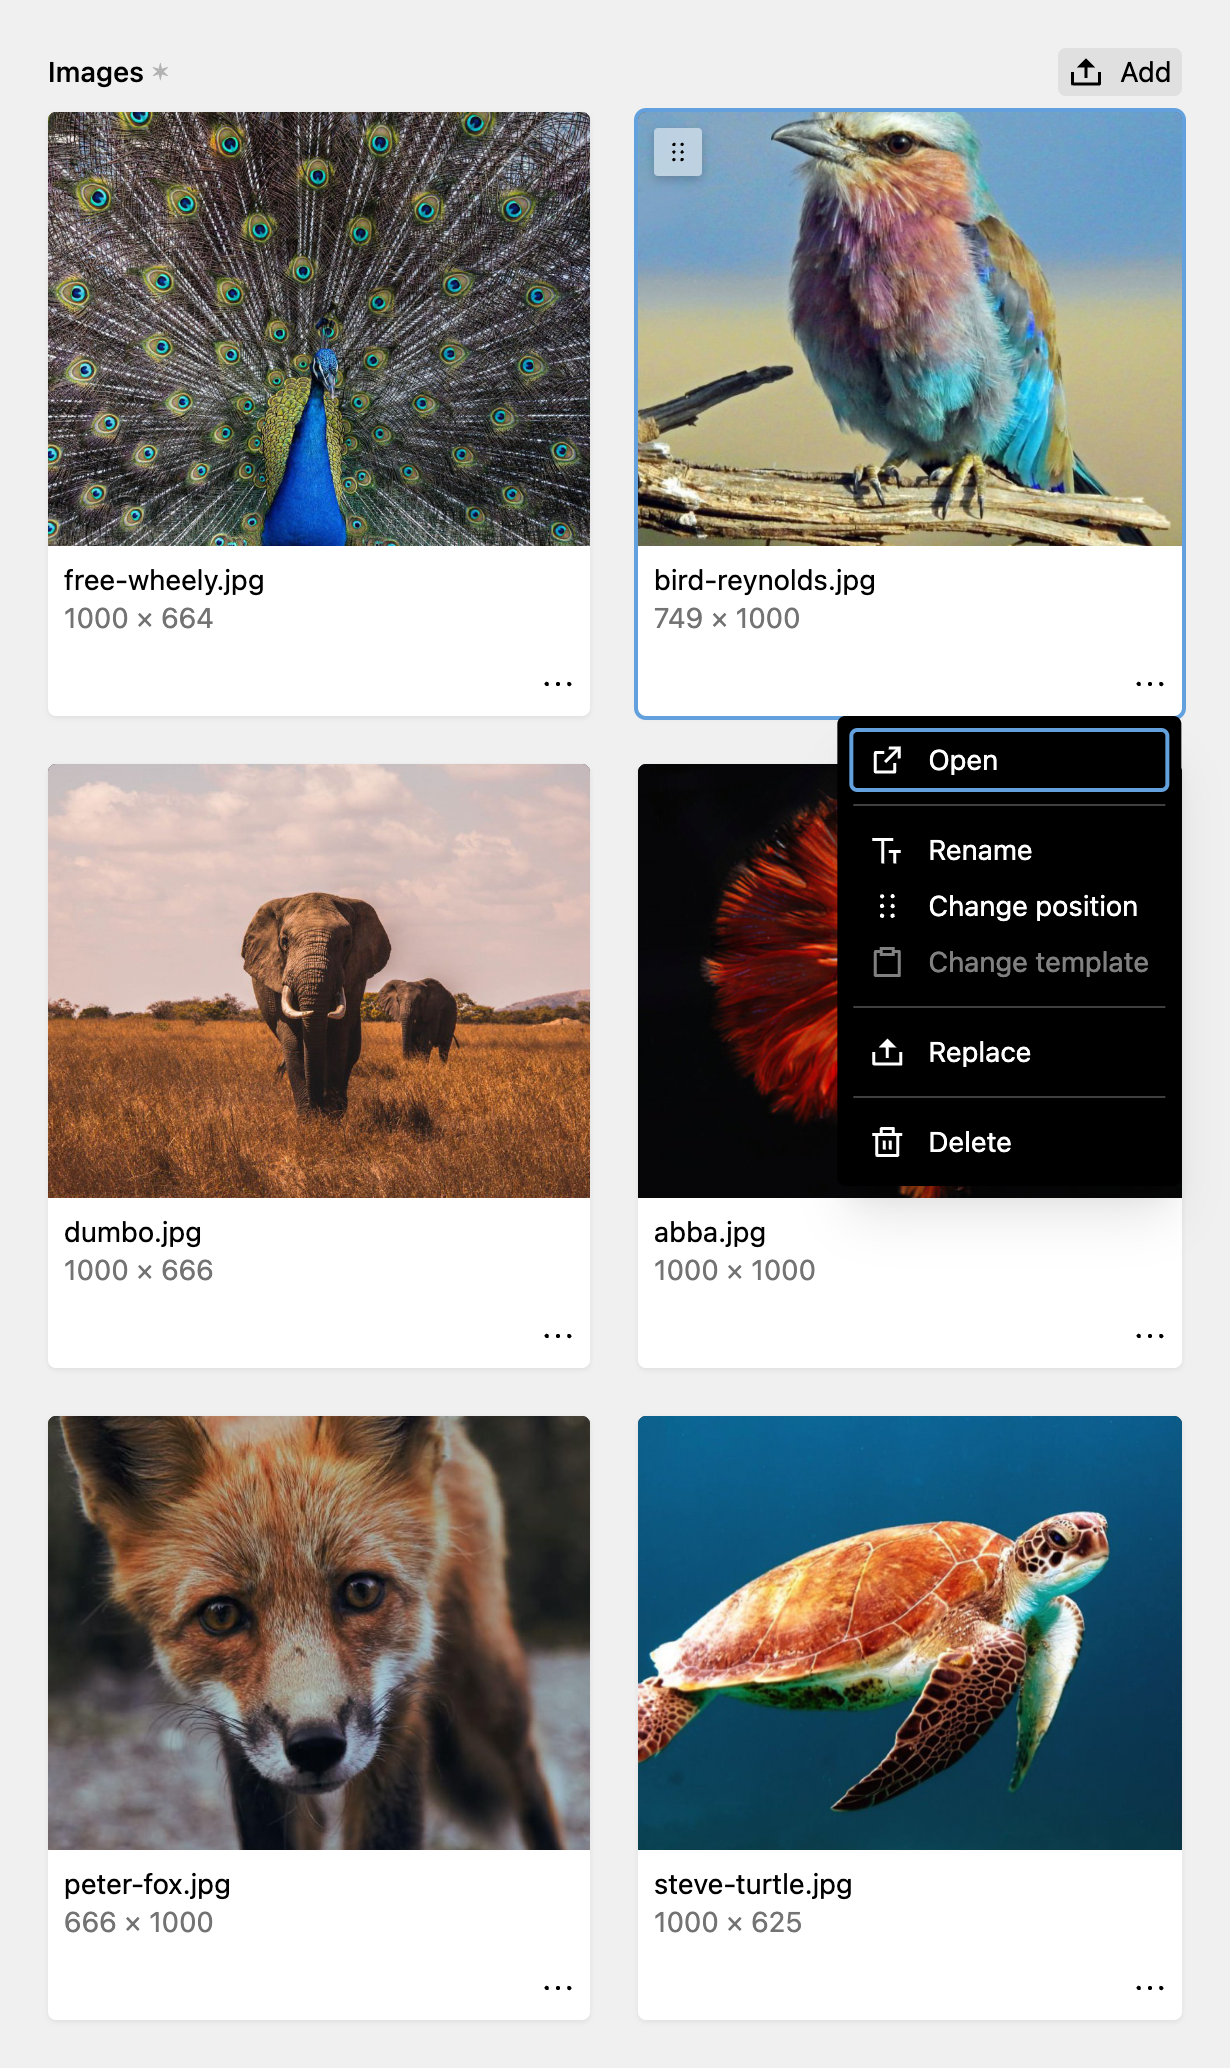 Images *
Add
free-wheely.jpg
1000 × 664
bird-reynolds.jpg
749 × 1000
Open
Rename
Change position
Change template
Replace
Delete
dumbo.jpg
1000 × 666
abba.jpg
1000 × 1000
peter-fox.jpg
666 × 1000
steve-turtle.jpg
1000 × 625